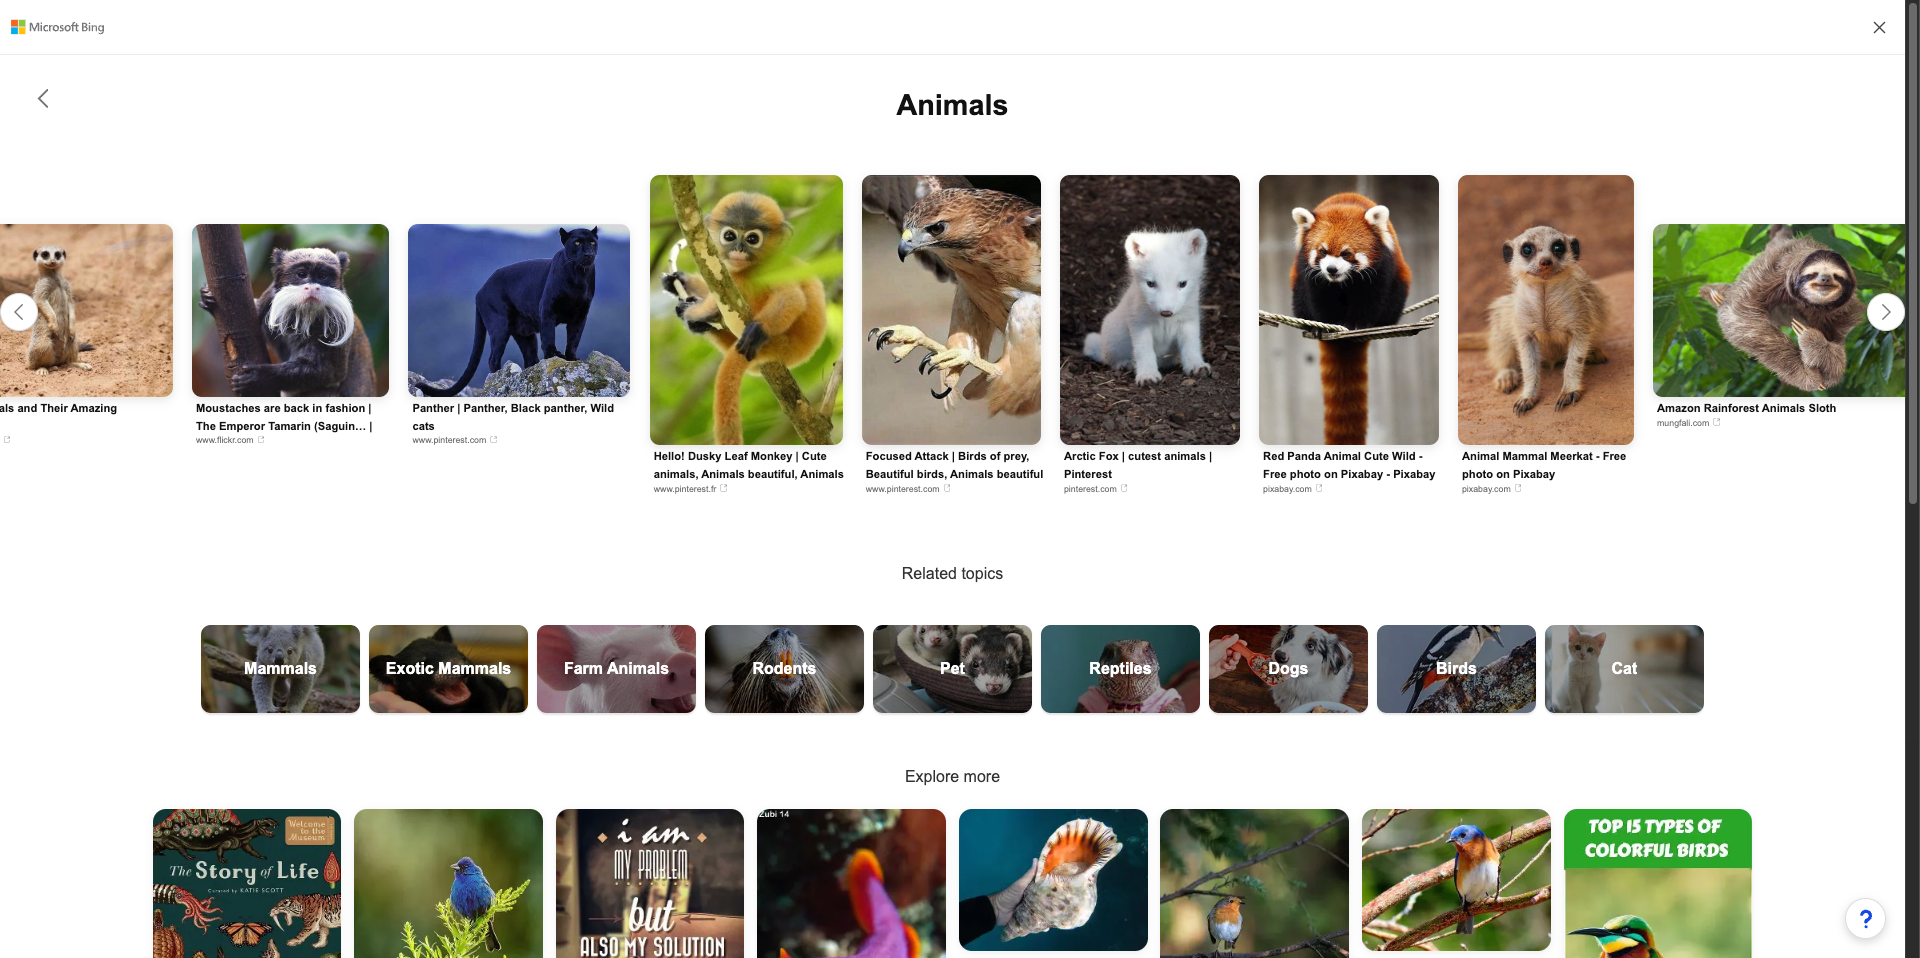 Microsoft Bing
Animals
als and Their Amazing
Moustaches are back in fashion |
The Emperor Tamarin (Saguin... |
www.flickr.com
Panther | Panther, Black panther, Wild
cats
www.pinterest.com
Hello! Dusky Leaf Monkey | Cute
animals, Animals beautiful, Animals
www.pinterest.fr
Focused Attack | Birds of prey,
Beautiful birds, Animals beautiful
www.pinterest.com
Arctic Fox | cutest animals |
Pinterest
pinterest.com
Red Panda Animal Cute Wild -
Free photo on Pixabay - Pixabay
pixabay.com
Animal Mammal Meerkat - Free
photo on Pixabay
pixabay.com
Amazon Rainforest Animals Sloth
mungfali.com
Related topics
Mammals
Exotic Mammals
Farm Animals
Rodents
Pet
Reptiles
Dogs
Birds
Cat
Explore more
Welcome
to the
Museum
The Story of Life
Curated by KATIE SCOTT
i am
MY PROBLEM
but
ALSO MY SOLUTION
Zubi 14
TOP 15 TYPES OF
COLORFUL BIRDS
?